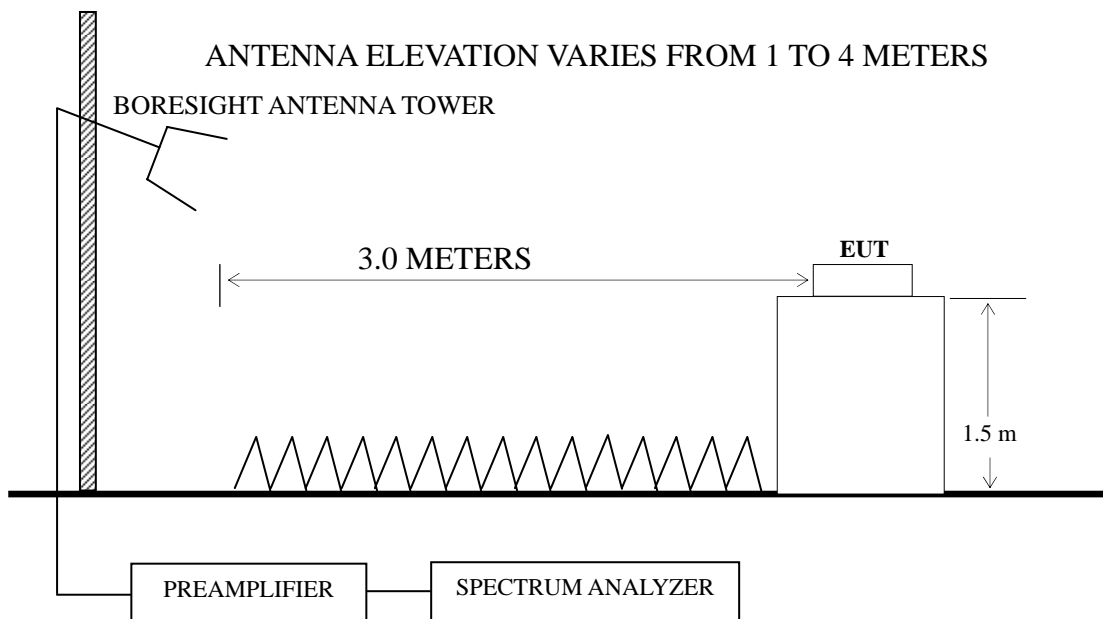 ANTENNA ELEVATION VARIES FROM 1 TO 4 METERS
BORESIGHT ANTENNA TOWER
3.0 METERS
EUT
1.5 m
PREAMPLIFIER
SPECTRUM ANALYZER